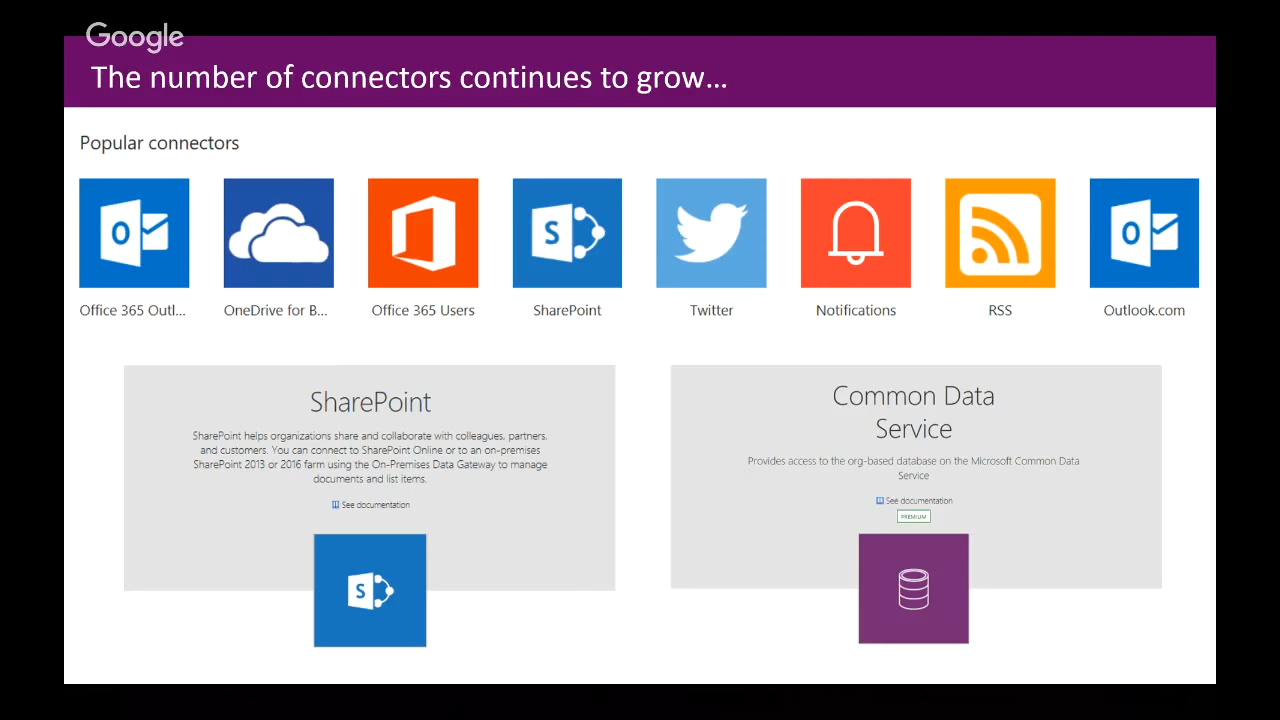 Google
The number of connectors continues to grow...
Popular connectors
Office 365 Outl...
OneDrive for B...
Office 365 Users
SharePoint
Twitter
Notifications
RSS
Outlook.com
SharePoint
SharePoint helps organizations share and collaborate with colleagues, partners,
and customers. You can connect to SharePoint Online or to an on-premises
SharePoint 2013 or 2016 farm using the On-Premises Data Gateway to manage
documents and list items.
See documentation
S
Common Data
Service
Provides access to the org-based database on the Microsoft Common Data
Service
See documentation
PREMIUM